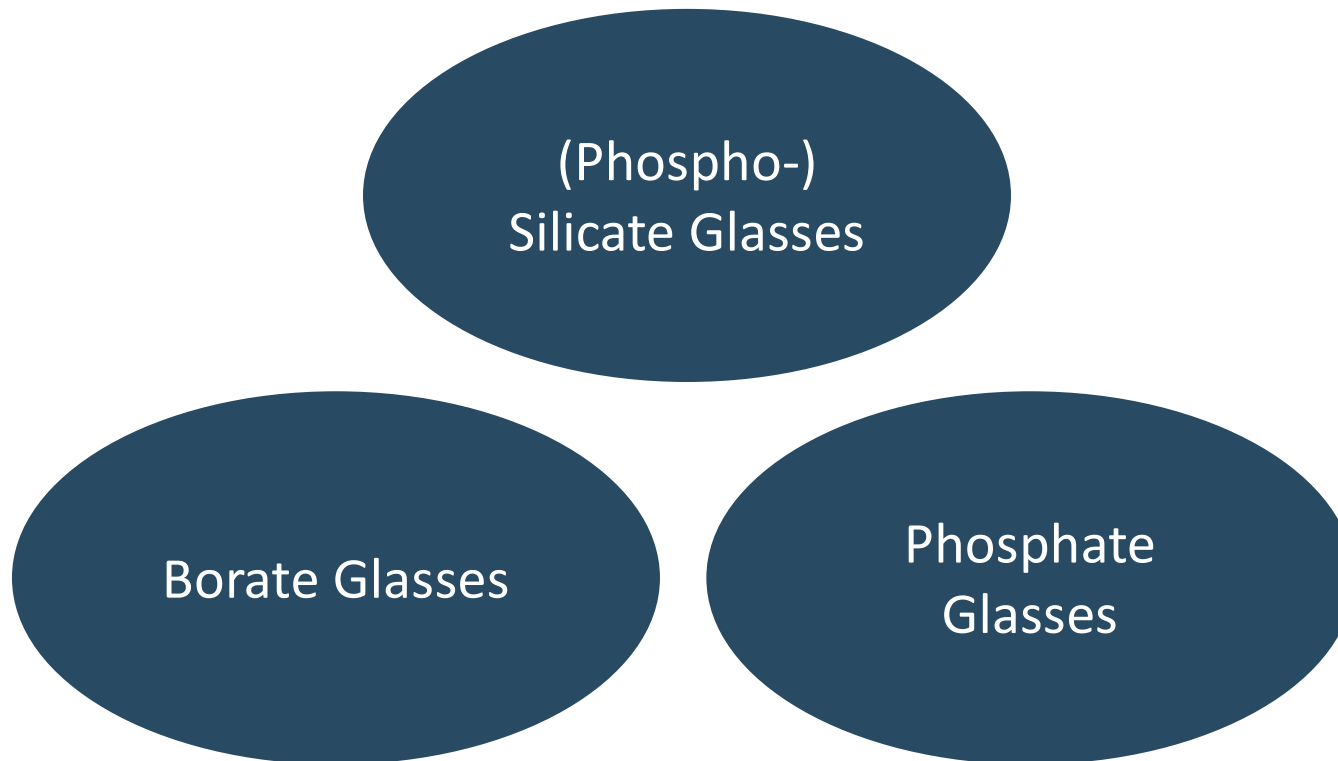 (Phospho-)
Silicate Glasses
Borate Glasses
Phosphate
Glasses